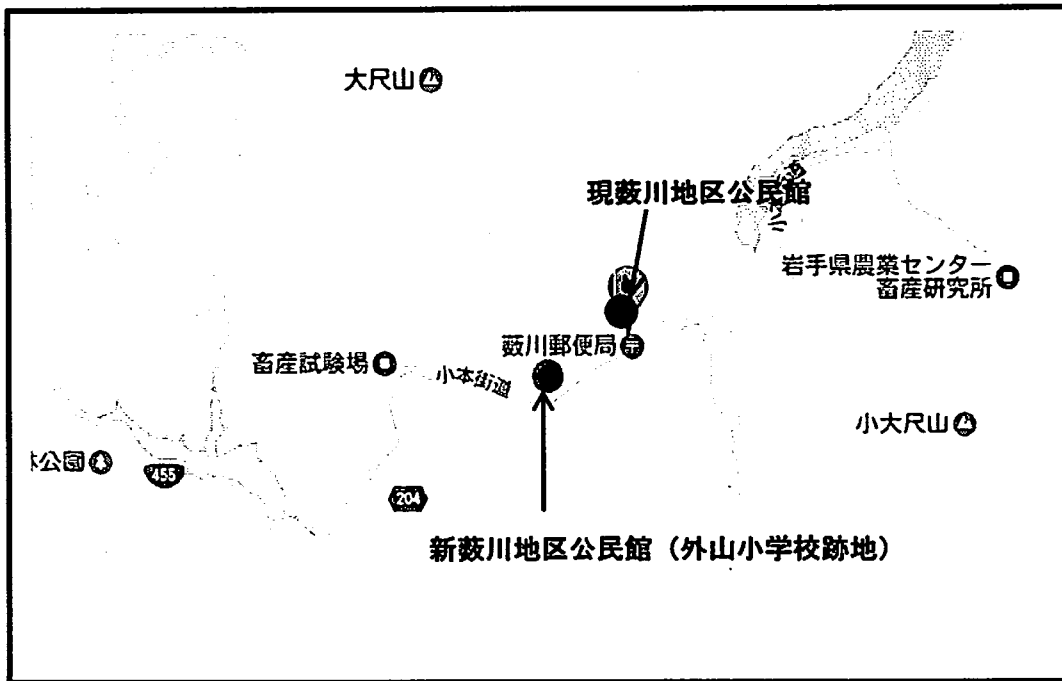 大尺山
現薮川地区公民館
岩手県農業センター
畜産研究所
薮川郵便局
畜産試験場
小本街道
小大尺山
林公園
455
204
新薮川地区公民館（外山小学校跡地）